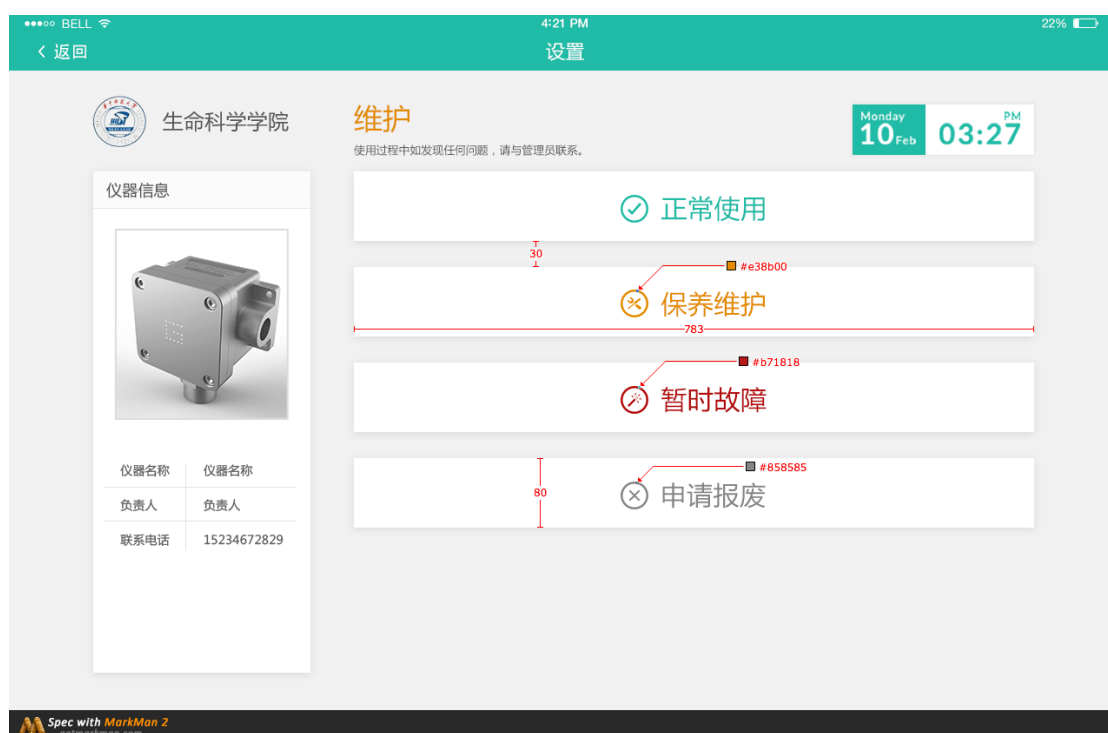 BELL
4:21 PM
22%
返回
设置
生命科学学院
维护
使用过程中如发现任何问题，请与管理员联系。
Monday
10 Feb
PM
03:27
仪器信息
正常使用
30
#e38b00
保养维护
783
#b71818
暂时故障
#858585
80
申请报废
仪器名称 仪器名称
负责人 负责人
联系电话 15234672829
Spec with MarkMan 2